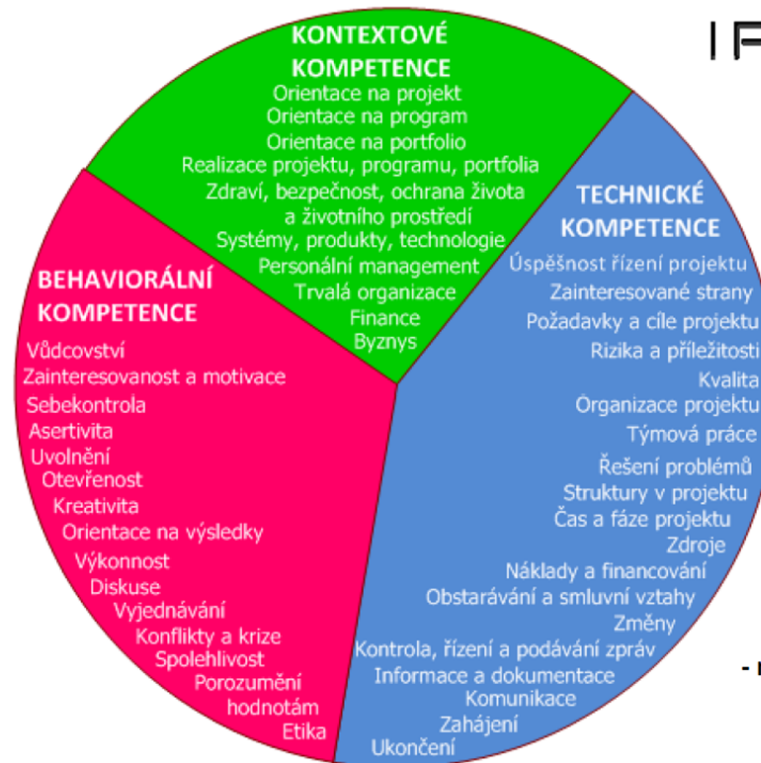 KONTEXTOVÉ
KOMPETENCE
Orientace na projekt
Orientace na program
Orientace na portfolio
Realizace projektu, programu, portfolia
Zdraví, bezpečnost, ochrana života
a životního prostředí
Systémy, produkty, technologie
Personální management
Trvalá organizace
Finance
Byznys
TECHNICKÉ
KOMPETENCE
Úspěšnost řízení projektu
Zainteresované strany
Požadavky a cíle projektu
Rizika a příležitosti
Kvalita
Organizace projektu
Týmová práce
Řešení problémů
Struktury v projektu
Čas a fáze projektu
Zdroje
Náklady a financování
Obstarávání a smluvní vztahy
Změny
Kontrola, řízení a podávání zpráv
Informace a dokumentace
Komunikace
Zahájení
Ukončení
BEHAVIORÁLNÍ
KOMPETENCE
Vůdcovství
Zainteresovanost a motivace
Sebekontrola
Asertivita
Uvolnění
Otevřenost
Kreativita
Orientace na výsledky
Výkonnost
Diskuse
Vyjednávání
Konflikty a krize
Spolehlivost
Porozumění
hodnotám
Etika